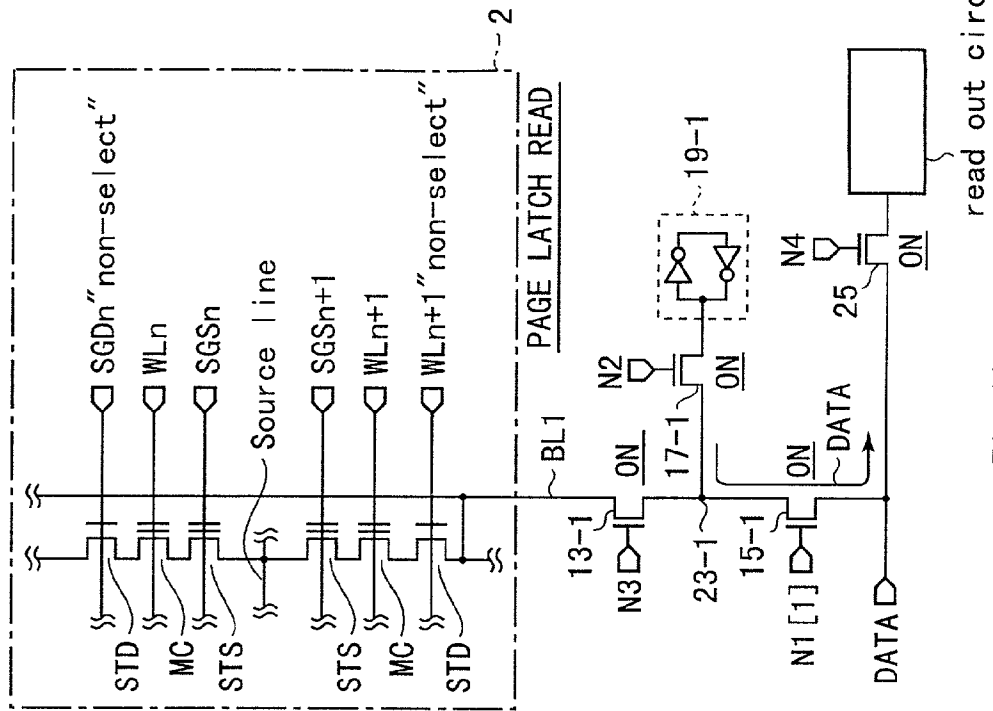 2
SGDn"non-select"
WLn
SGSn
Source line
SGSn+1
WLn+1
WLn+1"non-select"
STD
MC
STS
STS
MC
STD
PAGE LATCH READ
BL1
19-1
N2
ON
17-1
13-1
ON
N3
23-1
15-1
ON
N1[1]
DATA
DATA
N4
ON
25
read out circ